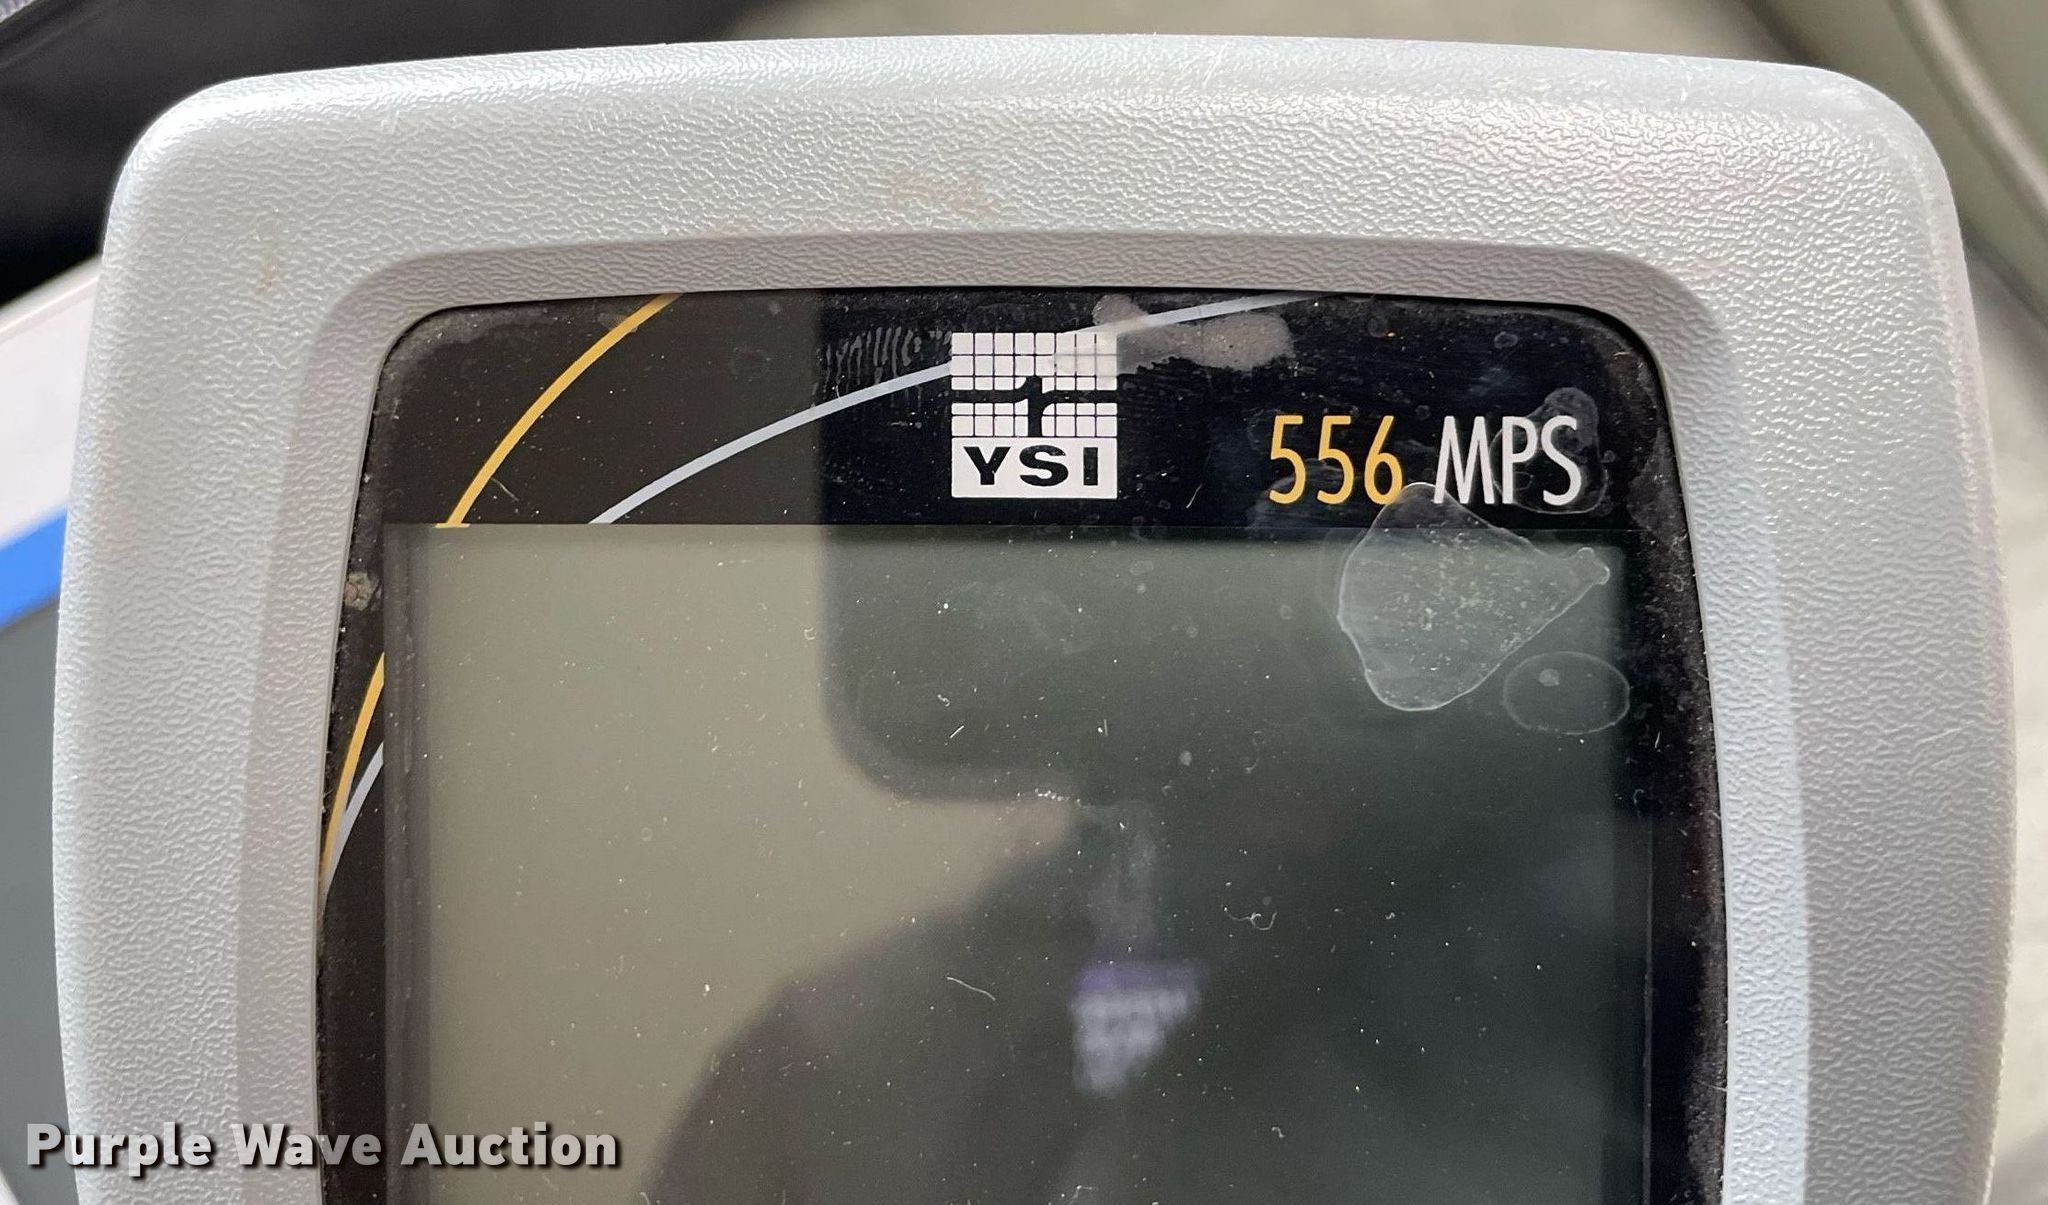 YSI
556 MPS
Purple Wave Auction